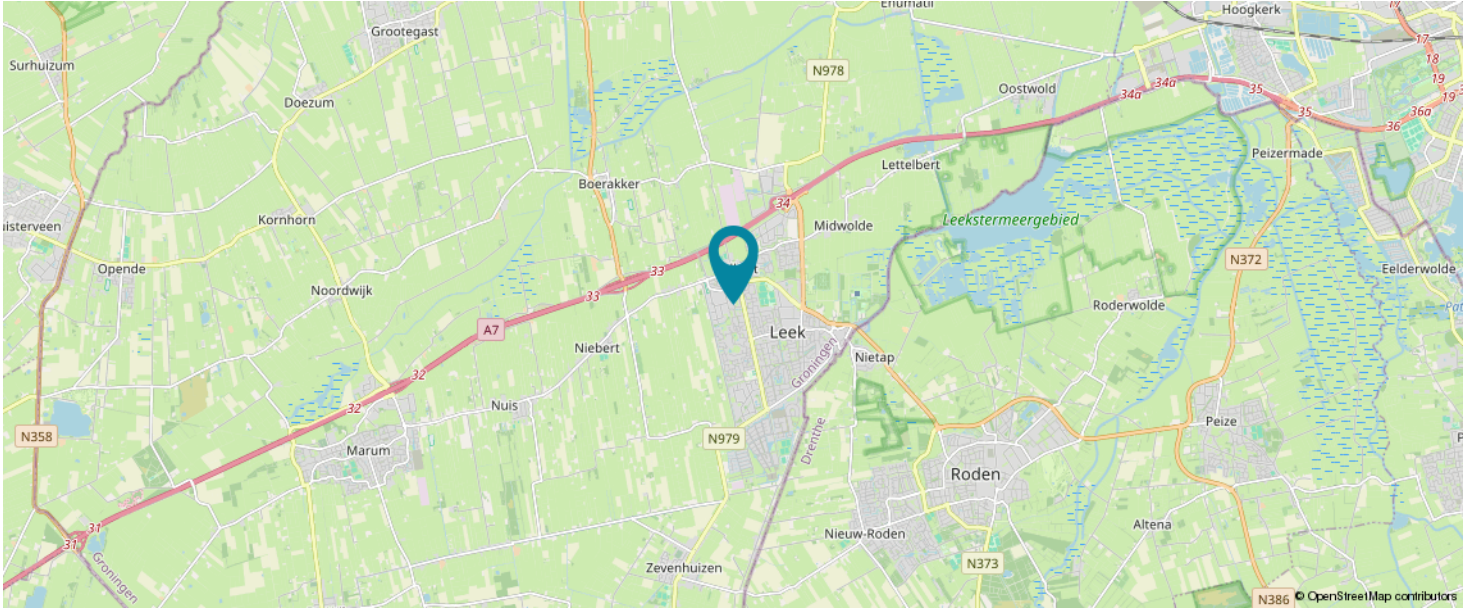 Enumatil
Hoogkerk
17
Grootegast
17
18
Surhuizum
N978
34a
19
Oostwold
34a
35
19
Doezum
36a
35
36
Lettelbert
Peizermade
Boerakker
34
Kornhorn
Midwolde
Leekstermeergebied
uisterveen
N372
Opende
33
Eelderwolde
Noordwijk
33
Roderwolde
A7
Leek
Niebert
Groningen
Nietap
32
32
Nuis
Peize
N358
N979
Drenthe
Marum
Roden
31
Altena
31
Nieuw-Roden
Groningen
Zevenhuizen
N373
N386
© OpenStreetMap contributors